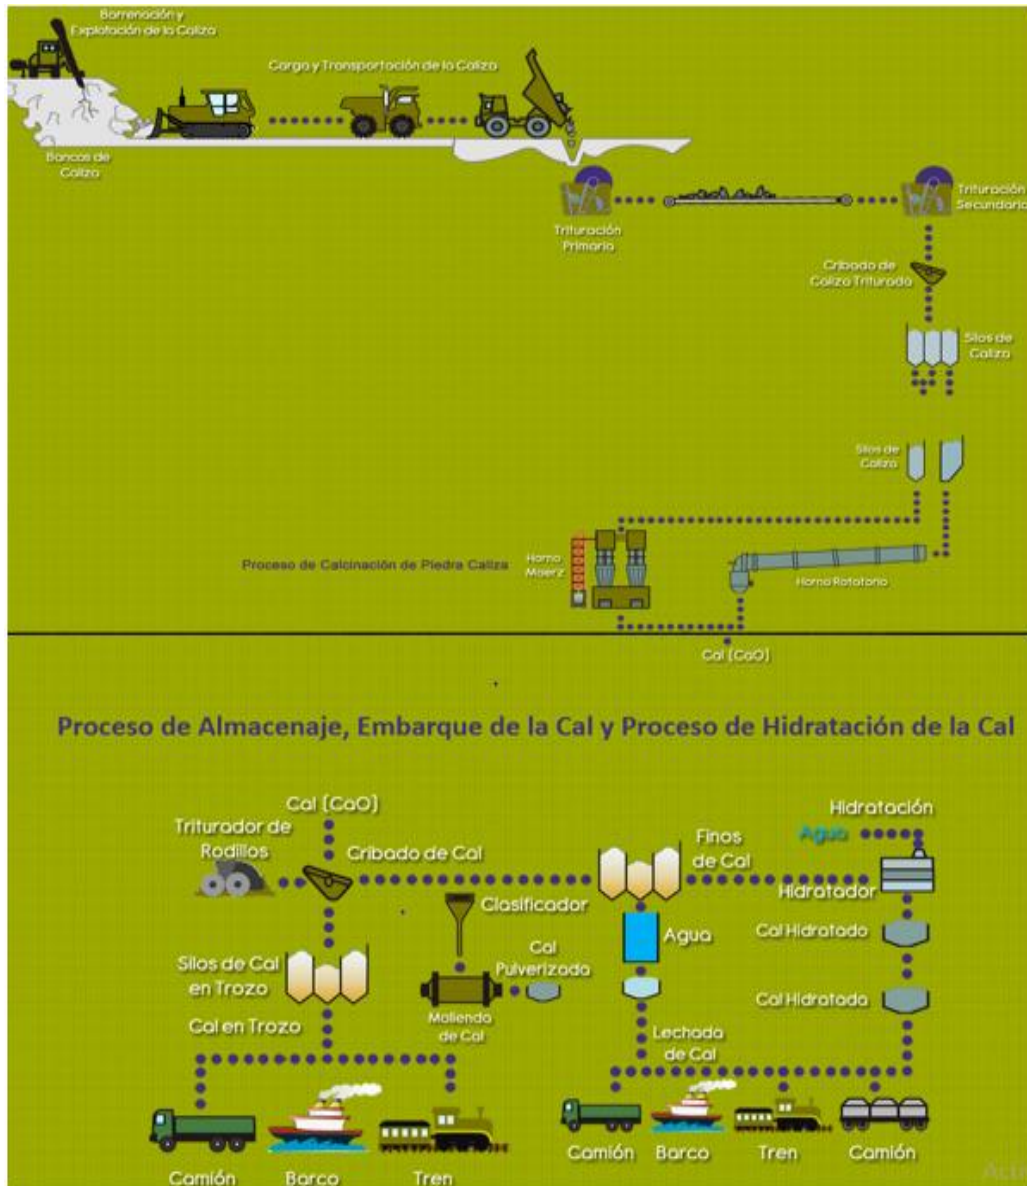 Barrenación y
Explotación de la Caliza
Carga y Transportación de la Caliza
Bancos de
Caliza
Trituración
Primaria
Trituración
Secundaria
Cribado de
Caliza Triturada
Silos de
Caliza
Silos de
Caliza
Proceso de Calcinación de Piedra Caliza
Horno
Maerz
Horno Rotatorio
Cal (CaO)
Proceso de Almacenaje, Embarque de la Cal y Proceso de Hidratación de la Cal
Cal (CaO)
Hidratación
Triturador de
Rodillos
Agua
Cribado de Cal
Finos
de Cal
Clasificador
Hidratador
Agua
Cal Hidratado
Silos de Cal
en Trozo
Cal
Pulverizada
Cal Hidratada
Molienda
de Cal
Cal en Trozo
Lechada
de Cal
Camión
Barco
Tren
Camión
Barco
Tren
Camión